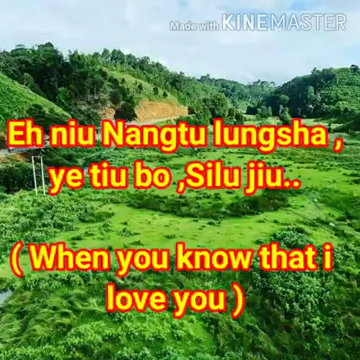 Made with KINEMASTER
Eh niu Nangtu lungsha ,
ye tiu bo ,Silu jiu..
( When you know that i
love you )